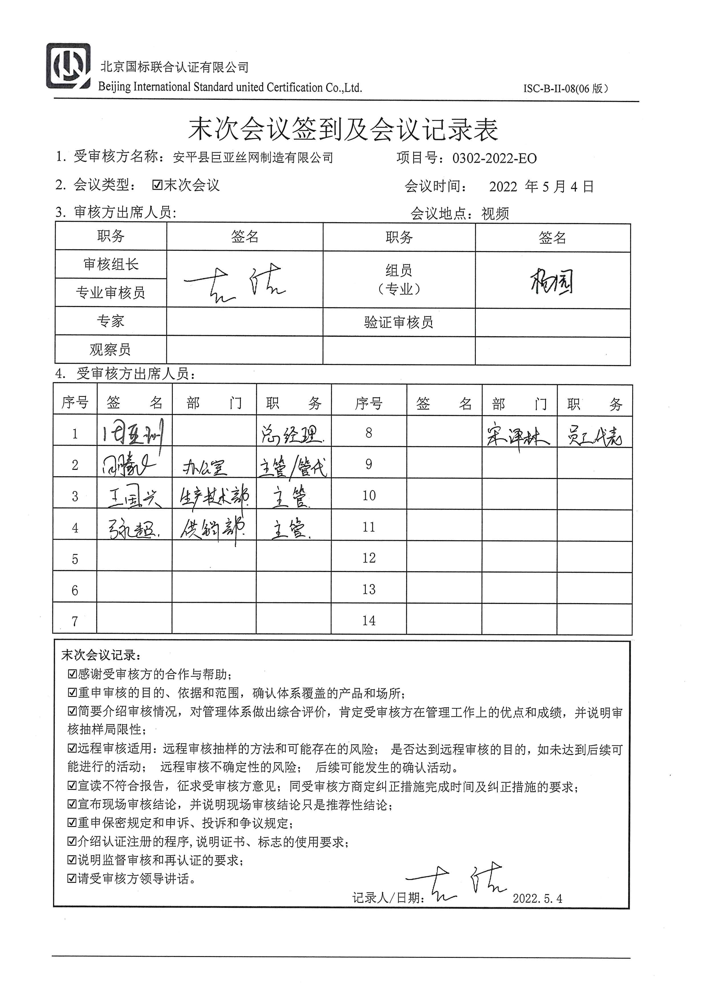 北京国标联合认证有限公司
Beijing International Standard united Certification Co.,Ltd.
ISC-B-II-08(06 版）
末次会议签到及会议记录表
1. 受审核方名称：安平县巨亚丝网制造有限公司 项目号：0302-2022-EO
2. 会议类型： ☑末次会议 会议时间： 2022 年 5 月 4 日
3. 审核方出席人员: 会议地点：视频
职务 签名 职务 签名
审核组长 组员
专业审核员 （专业） 杨园
专家 验证审核员
观察员
4. 受审核方出席人员：
序号 签 名 部 门 职 务 序号 签 名 部 门 职 务
1 周亚洲 总经理. 8 宋泽林 员工代表
2 办公室 主管/管代 9
3 王国兴 生产技术部. 主管. 10
4 张超. 供销部. 主管. 11
5 12
6 13
7 14
末次会议记录：
☑感谢受审核方的合作与帮助；
☑重申审核的目的、依据和范围，确认体系覆盖的产品和场所；
☑简要介绍审核情况，对管理体系做出综合评价，肯定受审核方在管理工作上的优点和成绩，并说明审
核抽样局限性；
☑远程审核适用：远程审核抽样的方法和可能存在的风险； 是否达到远程审核的目的，如未达到后续可
能进行的活动； 远程审核不确定性的风险； 后续可能发生的确认活动。
☑宣读不符合报告，征求受审核方意见；同受审核方商定纠正措施完成时间及纠正措施的要求；
☑宣布现场审核结论，并说明现场审核结论只是推荐性结论；
☑重申保密规定和申诉、投诉和争议规定；
☑介绍认证注册的程序,说明证书、标志的使用要求；
☑说明监督审核和再认证的要求；
☑请受审核方领导讲话。
记录人/日期： 2022.5.4